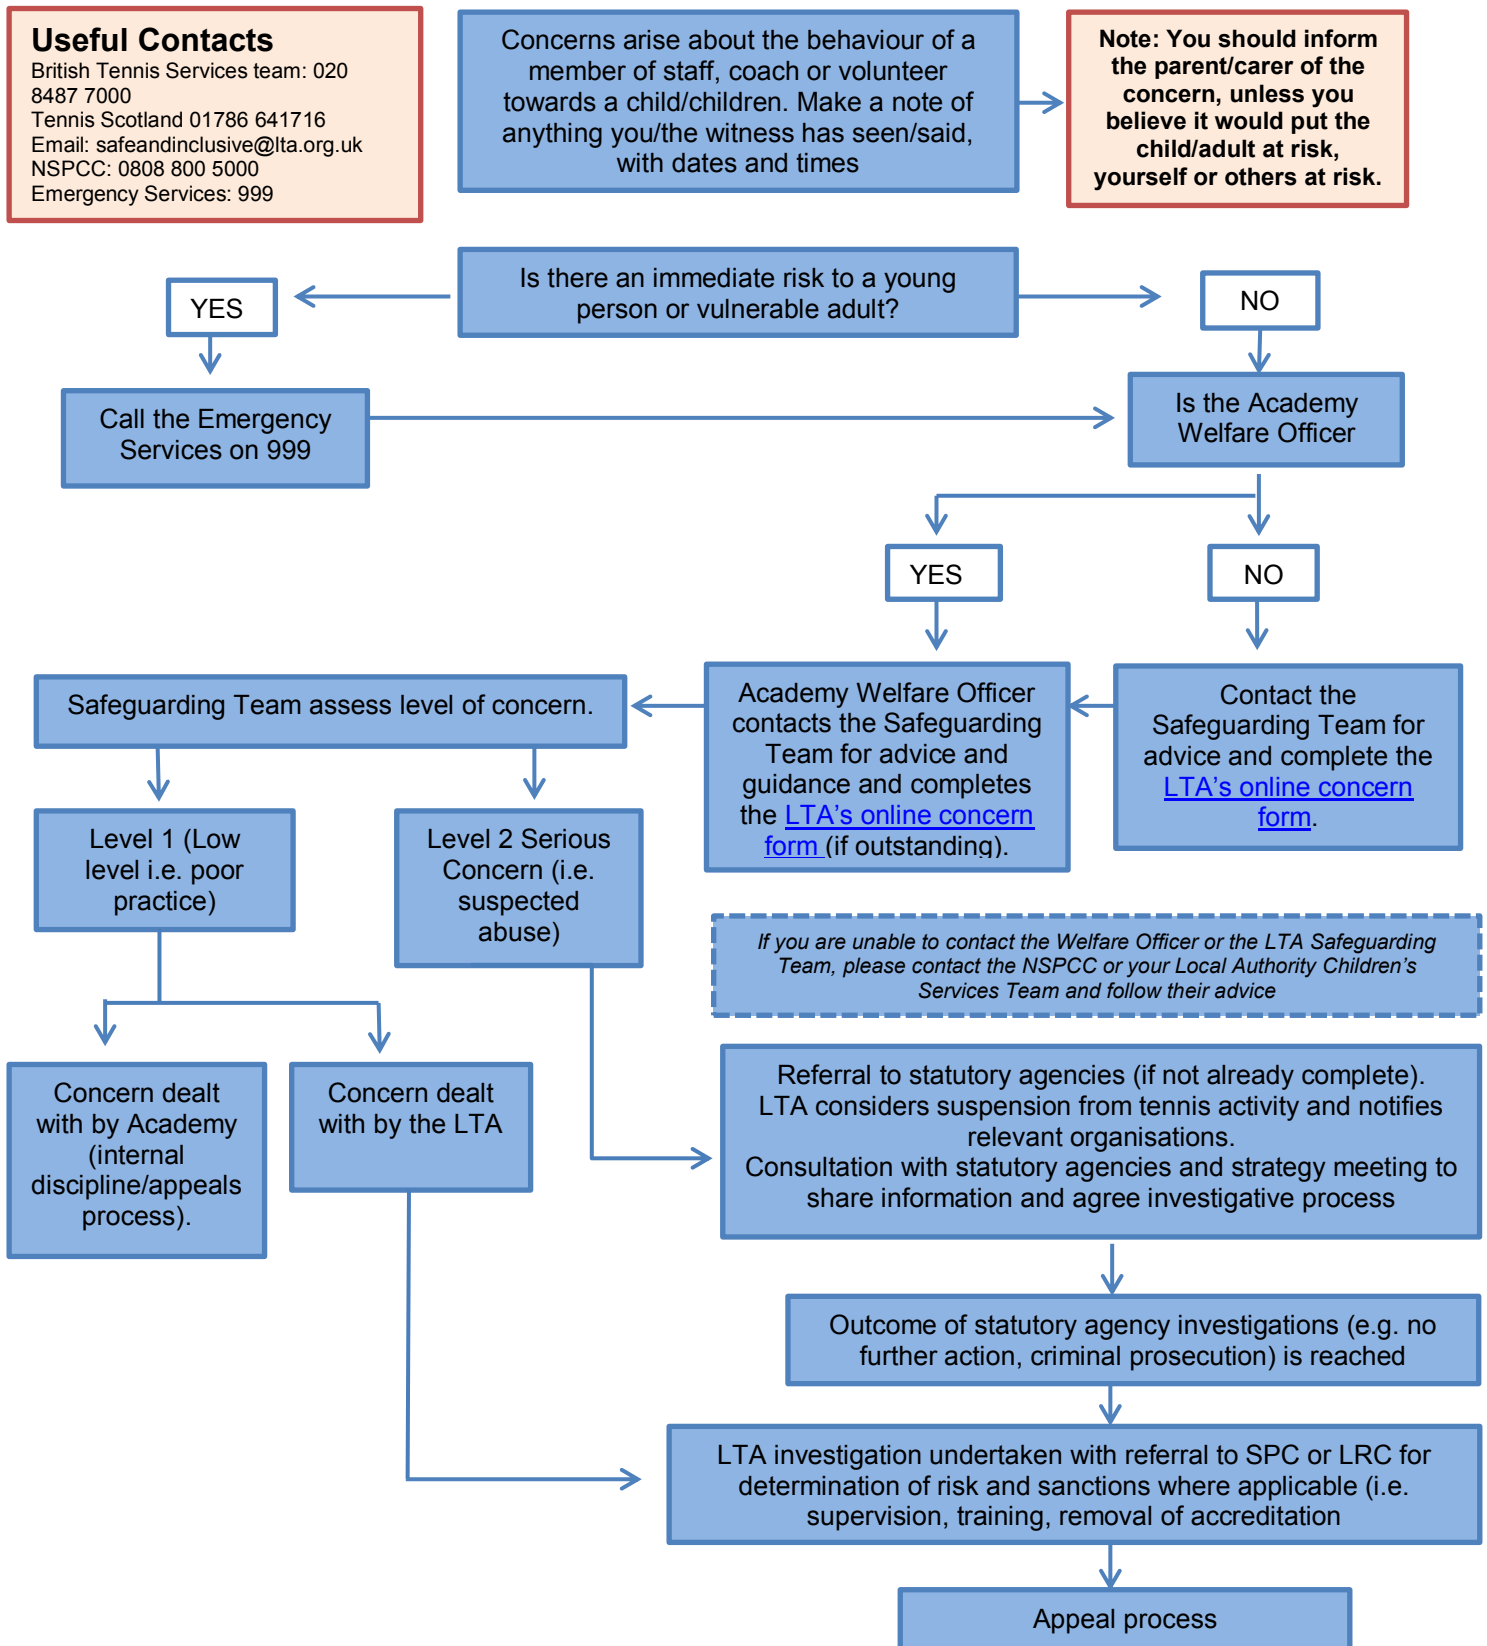 Useful Contacts
British Tennis Services team: 020
8487 7000
Tennis Scotland 01786 641716
Email: safeandinclusive@lta.org.uk
NSPCC: 0808 800 5000
Emergency Services: 999
Concerns arise about the behaviour of a
member of staff, coach or volunteer
towards a child/children. Make a note of
anything you/the witness has seen/said,
with dates and times
Note: You should inform
the parent/carer of the
concern, unless you
believe it would put the
child/adult at risk,
yourself or others at risk.
Is there an immediate risk to a young
person or vulnerable adult?
YES
NO
Call the Emergency
Services on 999
Is the Academy
Welfare Officer
YES
NO
Safeguarding Team assess level of concern.
Academy Welfare Officer
contacts the Safeguarding
Team for advice and
guidance and completes
the LTA's online concern
form (if outstanding).
Contact the
Safeguarding Team for
advice and complete the
LTA's online concern
form.
Level 1 (Low
level i.e. poor
practice)
Level 2 Serious
Concern (i.e.
suspected
abuse)
If you are unable to contact the Welfare Officer or the LTA Safeguarding
Team, please contact the NSPCC or your Local Authority Children's
Services Team and follow their advice
Concern dealt
with by Academy
(internal
discipline/appeals
process).
Concern dealt
with by the LTA
Referral to statutory agencies (if not already complete).
LTA considers suspension from tennis activity and notifies
relevant organisations.
Consultation with statutory agencies and strategy meeting to
share information and agree investigative process
Outcome of statutory agency investigations (e.g. no
further action, criminal prosecution) is reached
LTA investigation undertaken with referral to SPC or LRC for
determination of risk and sanctions where applicable (i.e.
supervision, training, removal of accreditation
Appeal process